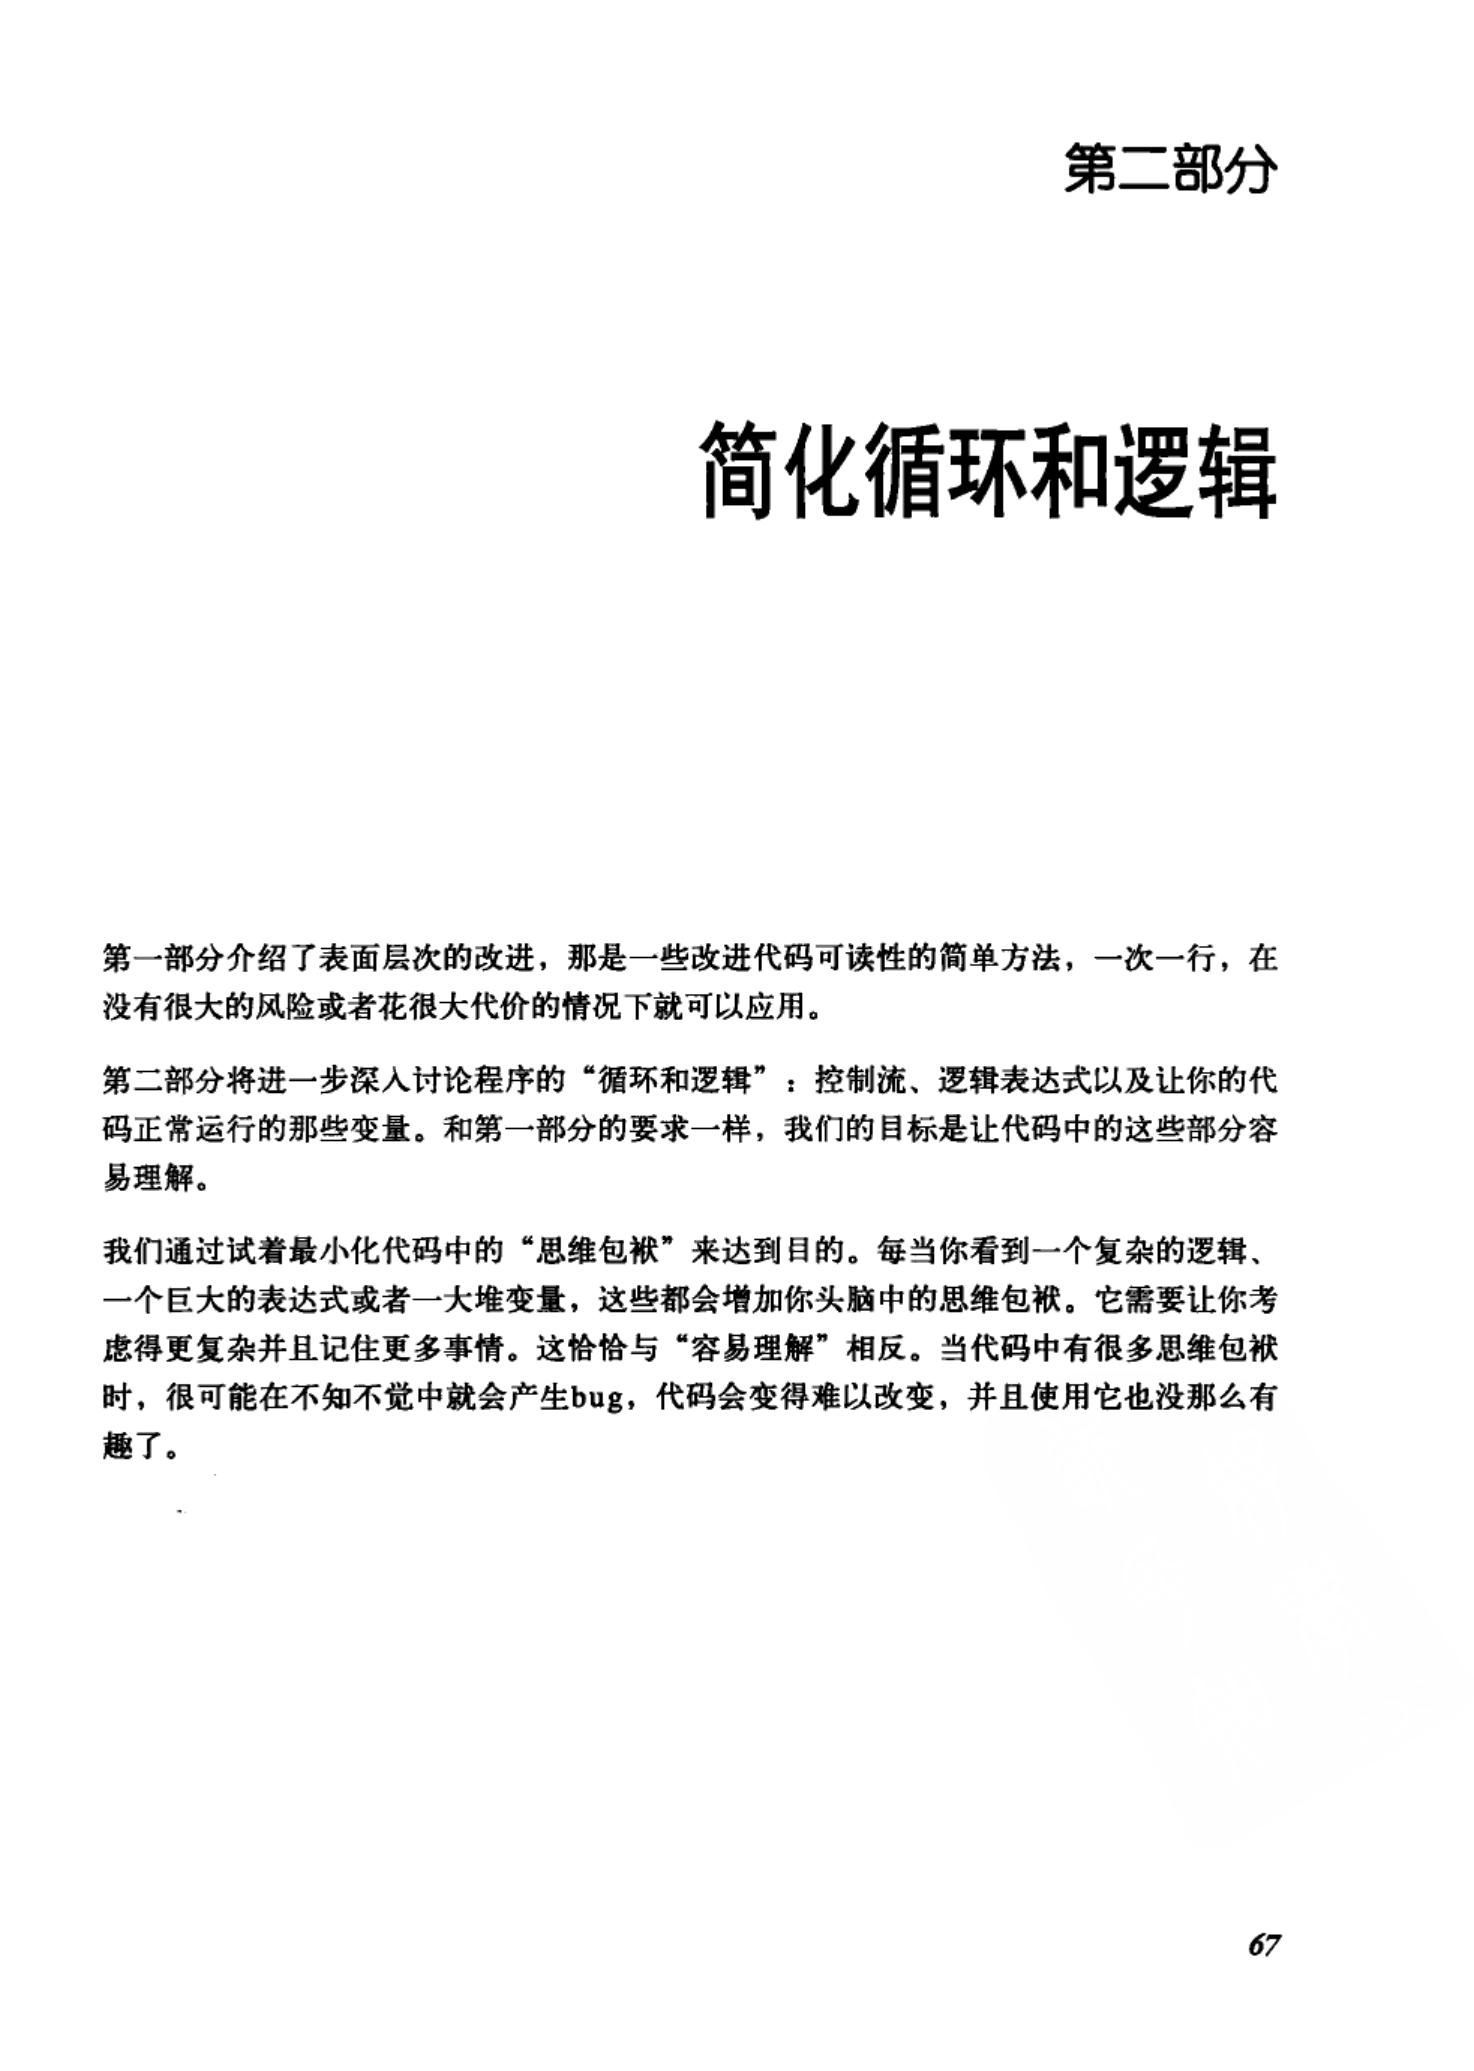 第二部分
简化循环和逻辑
第一部分介绍了表面层次的改进，那是一些改进代码可读性的简单方法，一次一行，在
没有很大的风险或者花很大代价的情况下就可以应用。
第二部分将进一步深入讨论程序的“循环和逻辑”：控制流、逻辑表达式以及让你的代
码正常运行的那些变量。和第一部分的要求一样，我们的目标是让代码中的这些部分容
易理解。
我们通过试着最小化代码中的“思维包袱”来达到目的。每当你看到一个复杂的逻辑、
一个巨大的表达式或者一大堆变量，这些都会增加你头脑中的思维包袱。它需要让你考
虑得更复杂并且记住更多事情。这恰恰与“容易理解”相反。当代码中有很多思维包袱
时，很可能在不知不觉中就会产生bug，代码会变得难以改变，并且使用它也没那么有
趣了。
67